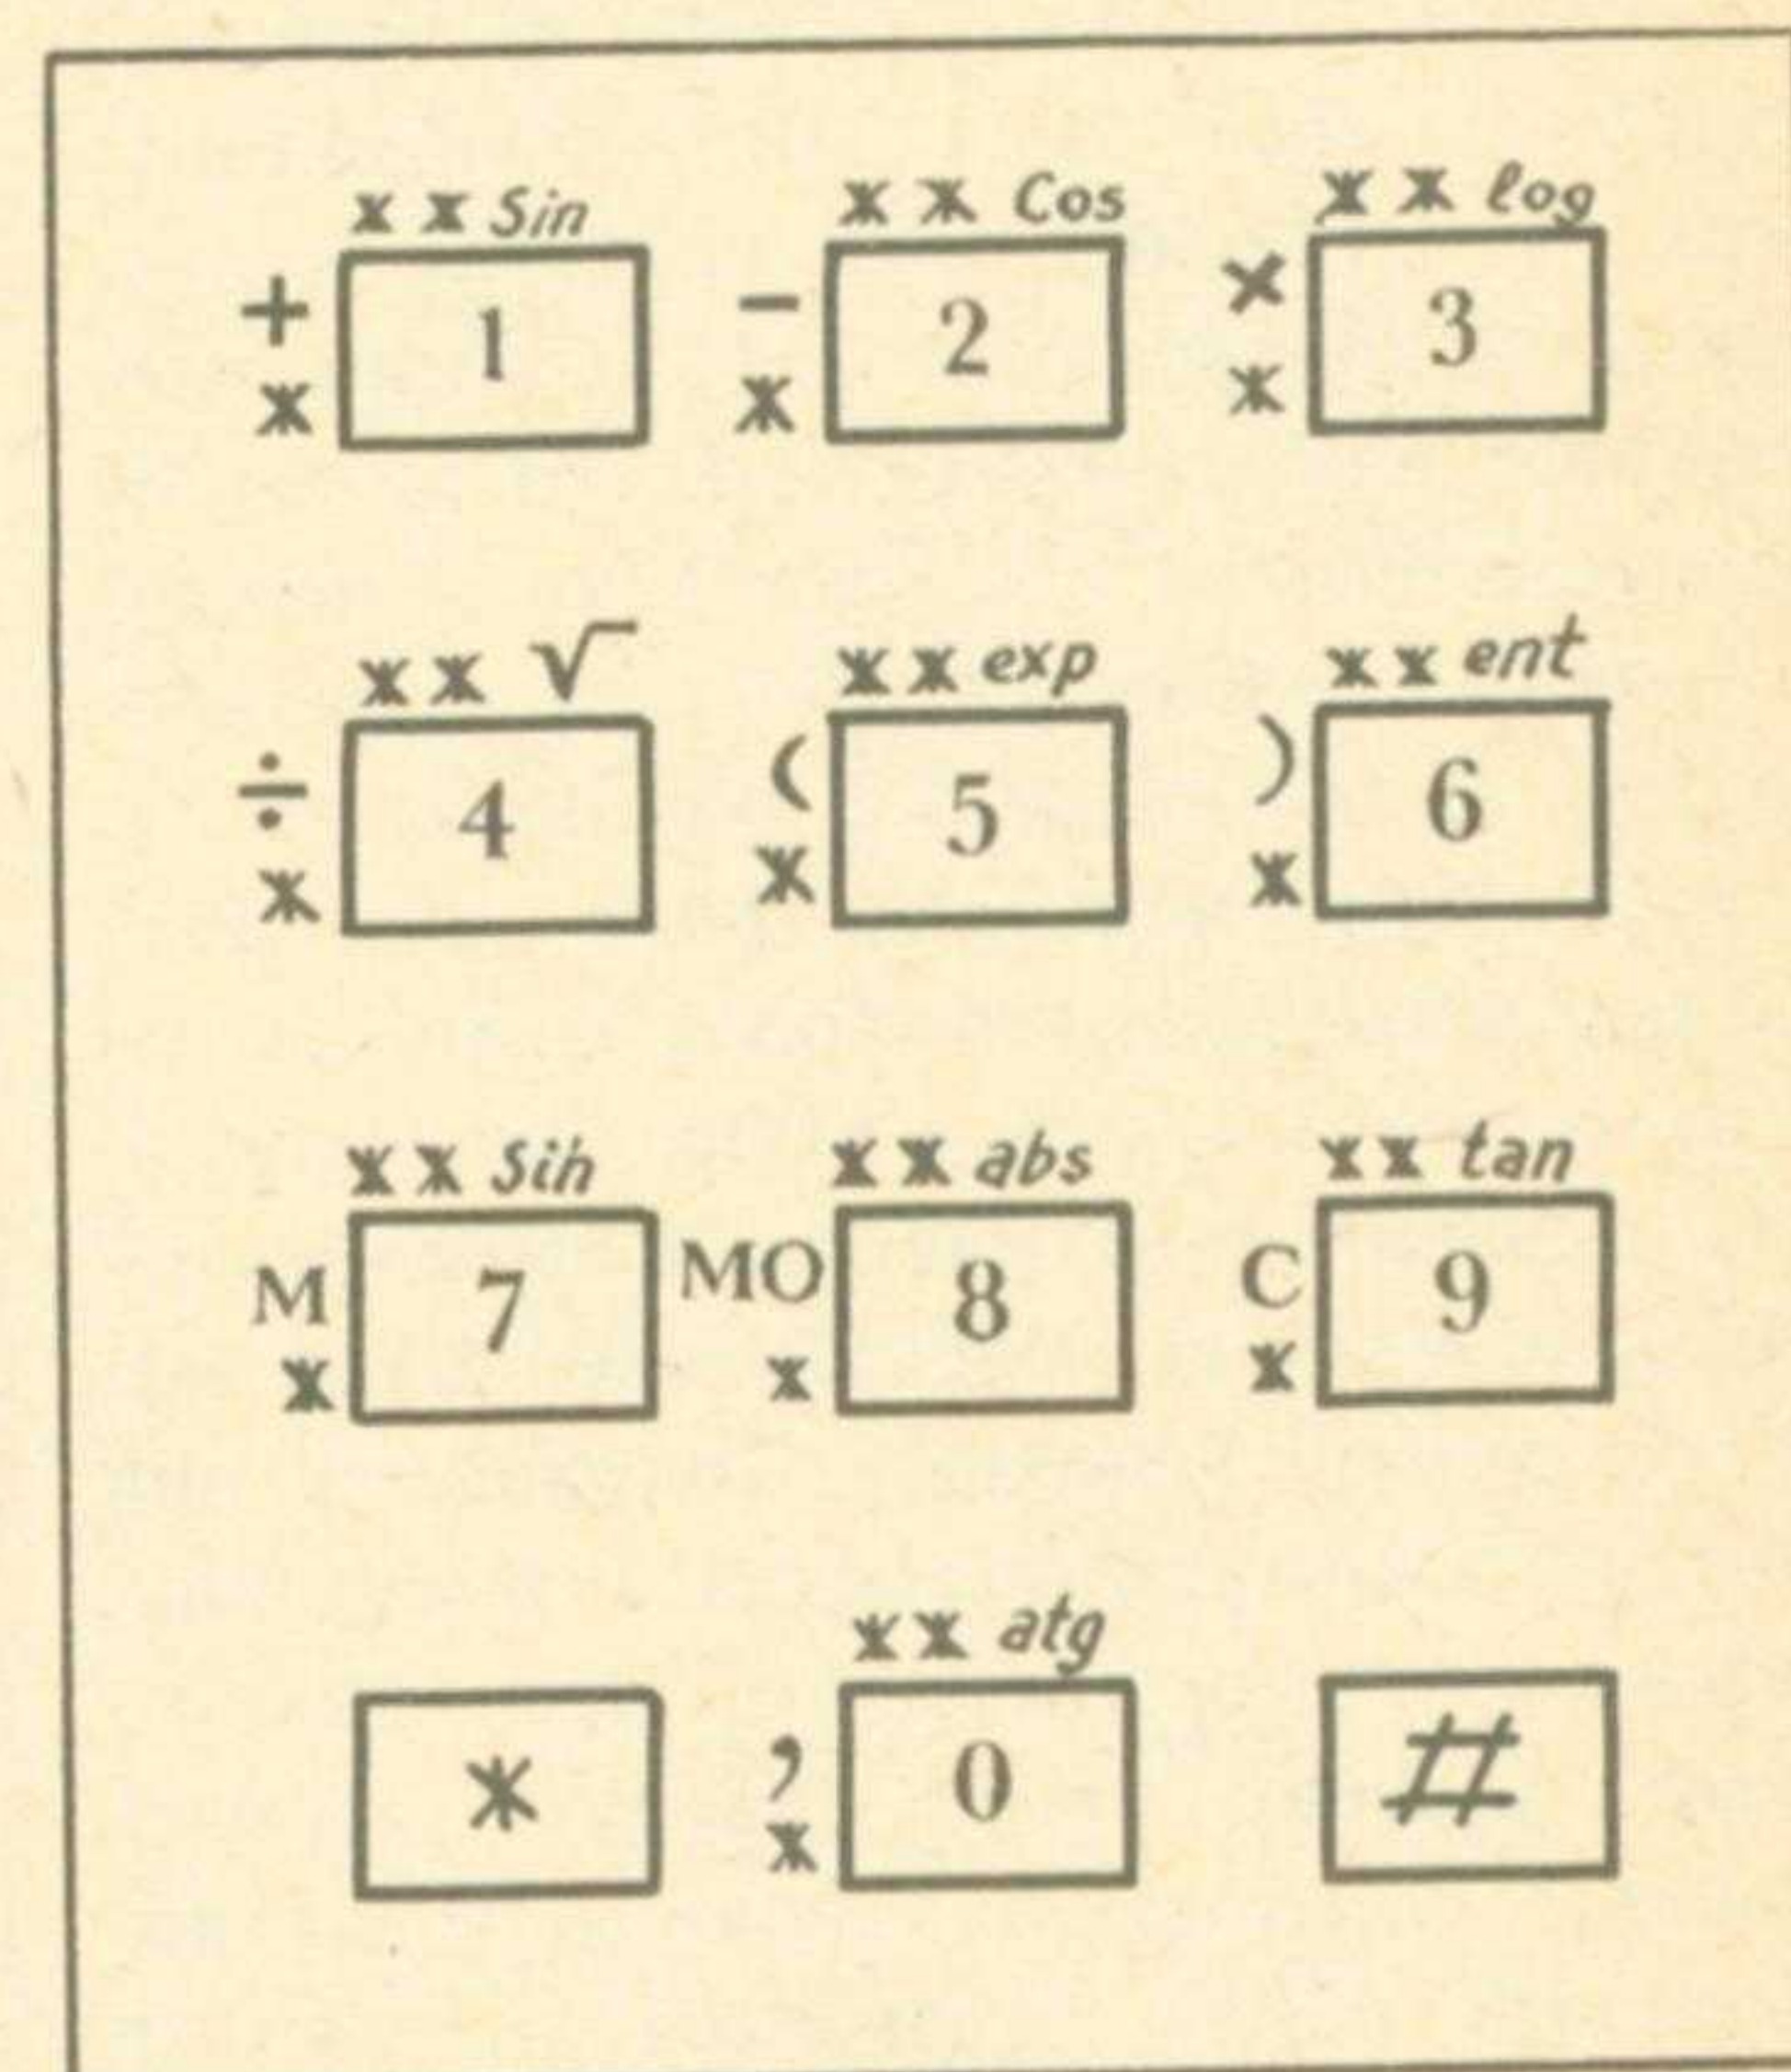 * * Sin * * Cos * * log
+ 1 - 2 × 3
* * *
* * √ * * exp * * ent
÷ 4 ( 5 ) 6
* * *
* * Sih * * abs * * tan
M 7 MO 8 C 9
* * *
* * atg
* , 0 #
*